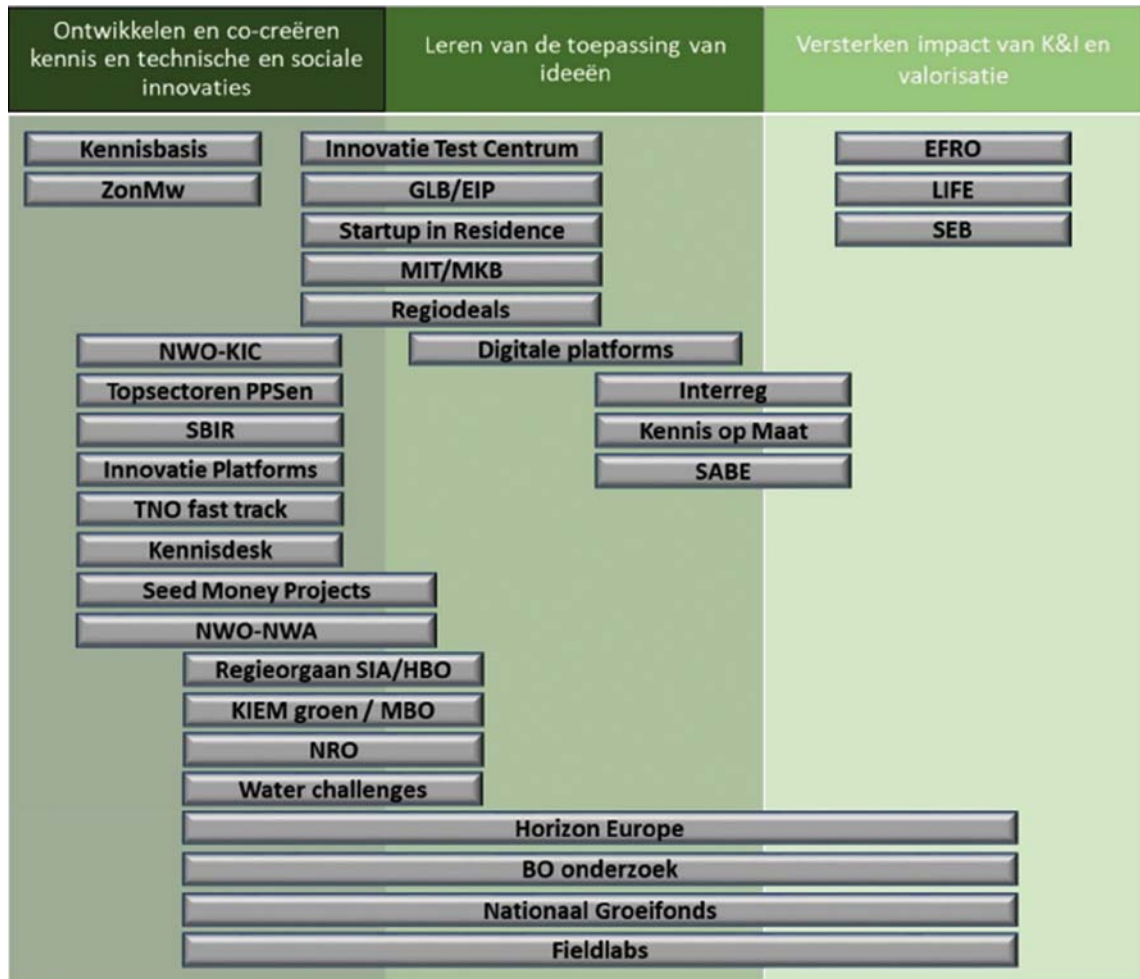 Ontwikkelen en co-creëren
kennis en technische en sociale
innovaties
Leren van de toepassing van
ideeën
Versterken impact van K&I en
valorisatie
Kennisbasis
Innovatie Test Centrum
EFRO
ZonMw
GLB/EIP
LIFE
Startup in Residence
SEB
MIT/MKB
Regiodeals
NWO-KIC
Digitale platforms
Topsectoren PPSen
Interreg
SBIR
Kennis op Maat
Innovatie Platforms
SABE
TNO fast track
Kennisdesk
Seed Money Projects
NWO-NWA
Regieorgaan SIA/HBO
KIEM groen / MBO
NRO
Water challenges
Horizon Europe
BO onderzoek
Nationaal Groeifonds
Fieldlabs